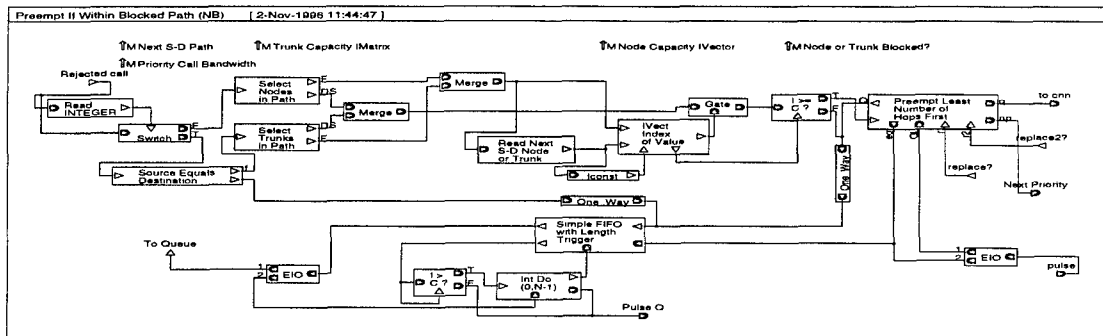 Preempt If Within Blocked Path (NB) [ 2-Nov-1996 11:44:47 ]
⇑M Next S-D Path
⇑M Trunk Capacity IMatrix
⇑M Node Capacity IVector
⇑M Node or Trunk Blocked?
⇑M Priority Call Bandwidth
Rejected call
Read
INTEGER
Switch
F
T
Select
Nodes
in Path
F
Select
Trunks
in Path
F
Merge
Merge
Gate
I >=
C ?
T
F
Preempt Least
Number of
Hops First
to cnn
np
replace2?
replace?
Next Priority
IVect
Index
of Value
Read Next
S-D Node
or Trunk
Iconst
Source Equals
Destination
One Way
One Way
Simple FIFO
with Length
Trigger
To Queue
1
2
EIO
I >
C ?
T
F
Int Do
(0,N-1)
Pulse Q
1
2
EIO
pulse